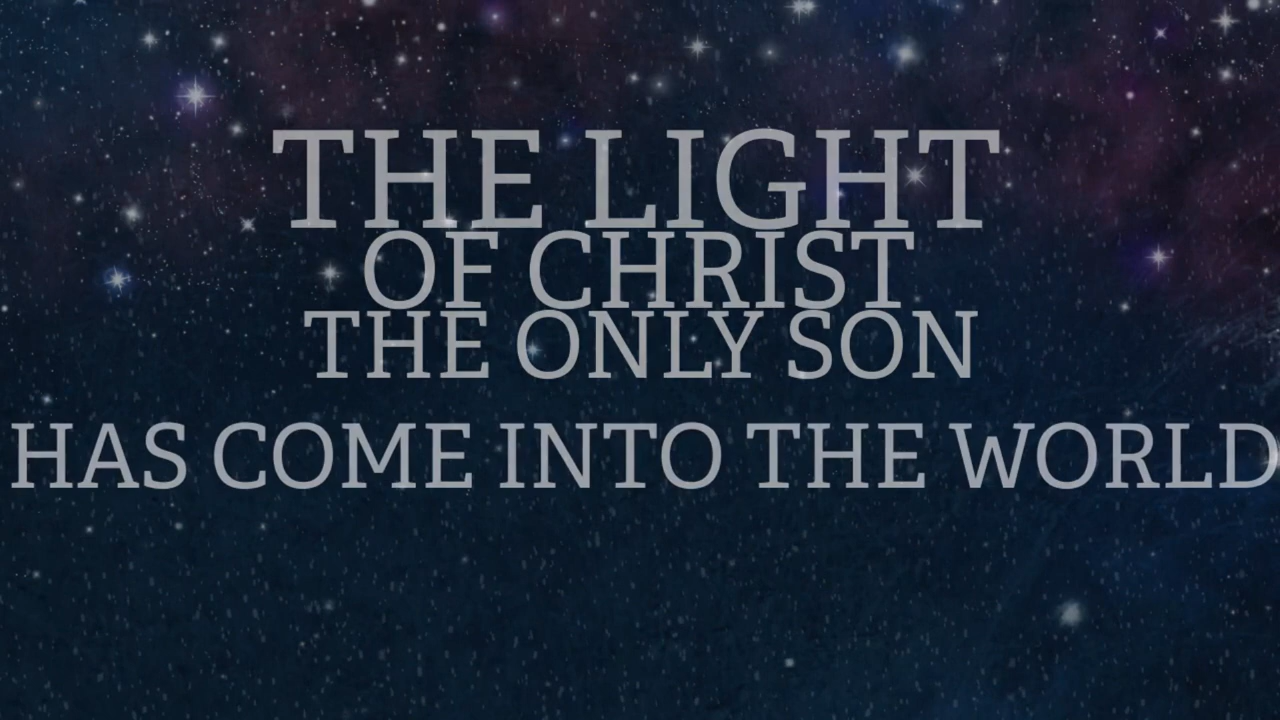 THE LIGHT
OF CHRIST
THE ONLY SON
HAS COME INTO THE WORLD